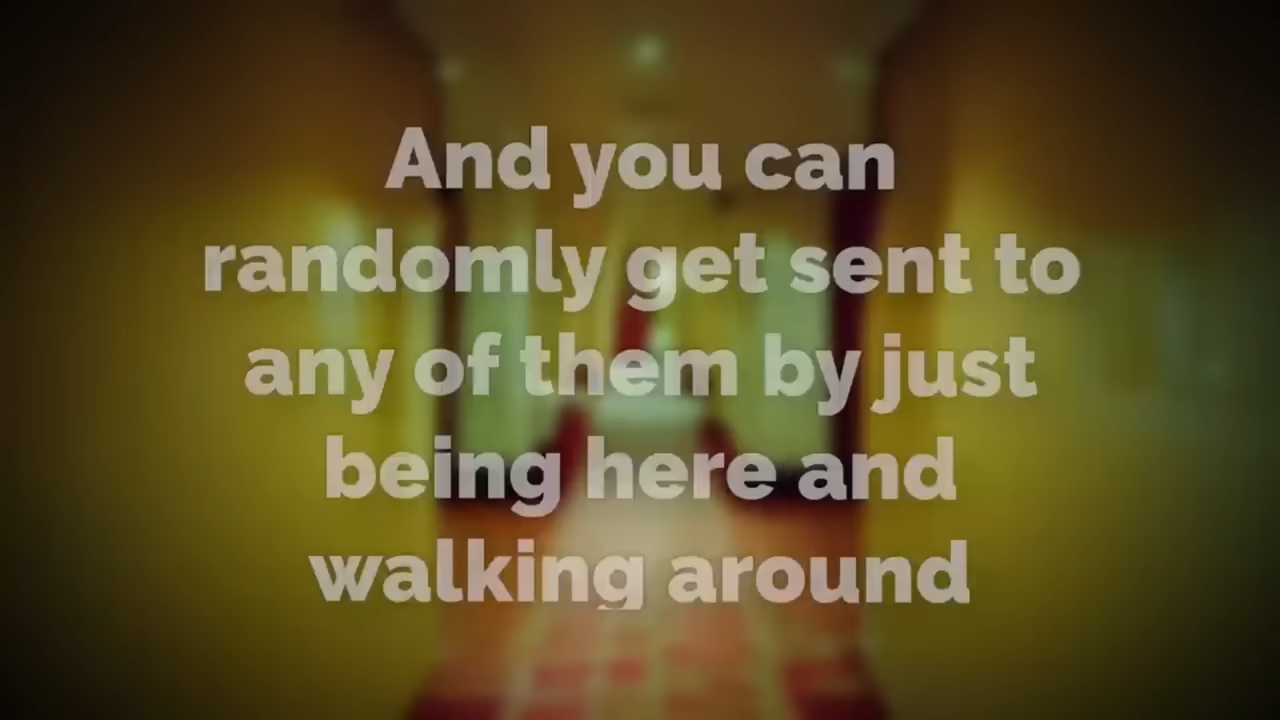 And you can
randomly get sent to
any of them by just
being here and
walking around